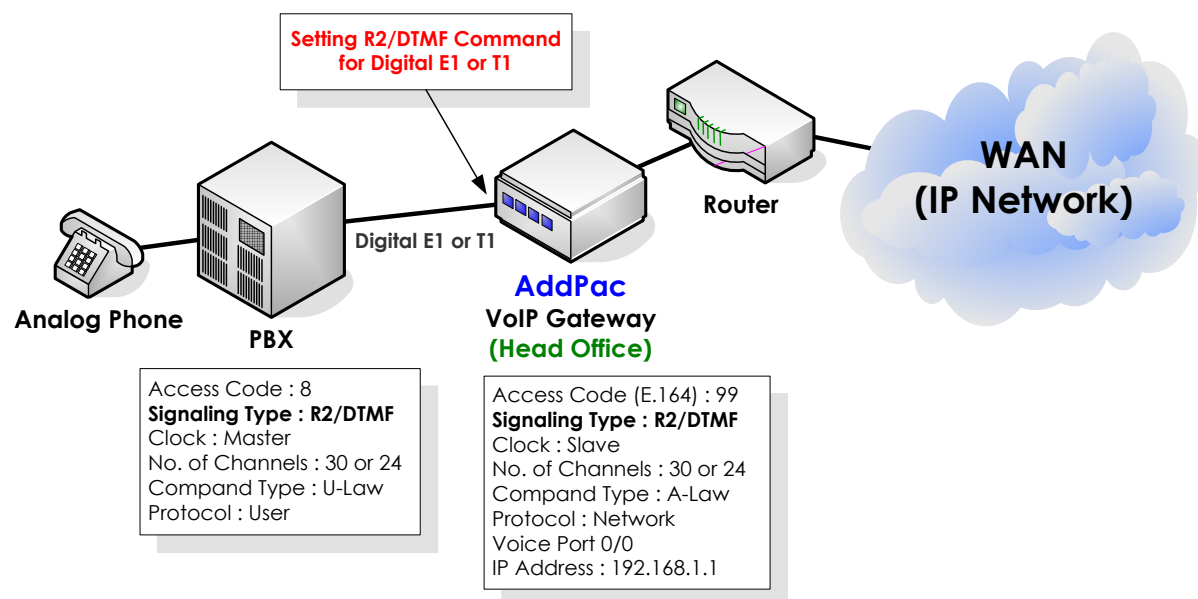 Setting R2/DTMF Command
for Digital E1 or T1
WAN
(IP Network)
Router
Digital E1 or T1
Analog Phone
PBX
AddPac
VoIP Gateway
(Head Office)
Access Code : 8
Signaling Type : R2/DTMF
Clock : Master
No. of Channels : 30 or 24
Compand Type : U-Law
Protocol : User
Access Code (E.164) : 99
Signaling Type : R2/DTMF
Clock : Slave
No. of Channels : 30 or 24
Compand Type : A-Law
Protocol : Network
Voice Port 0/0
IP Address : 192.168.1.1